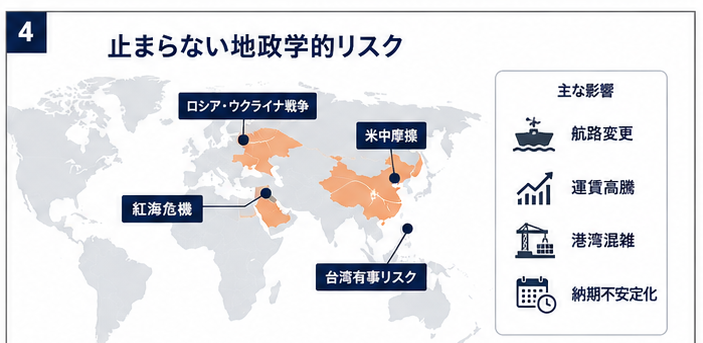 4
止まらない地政学的リスク
ロシア・ウクライナ戦争
米中摩擦
紅海危機
台湾有事リスク
主な影響
航路変更
運賃高騰
港湾混雑
納期不安定化